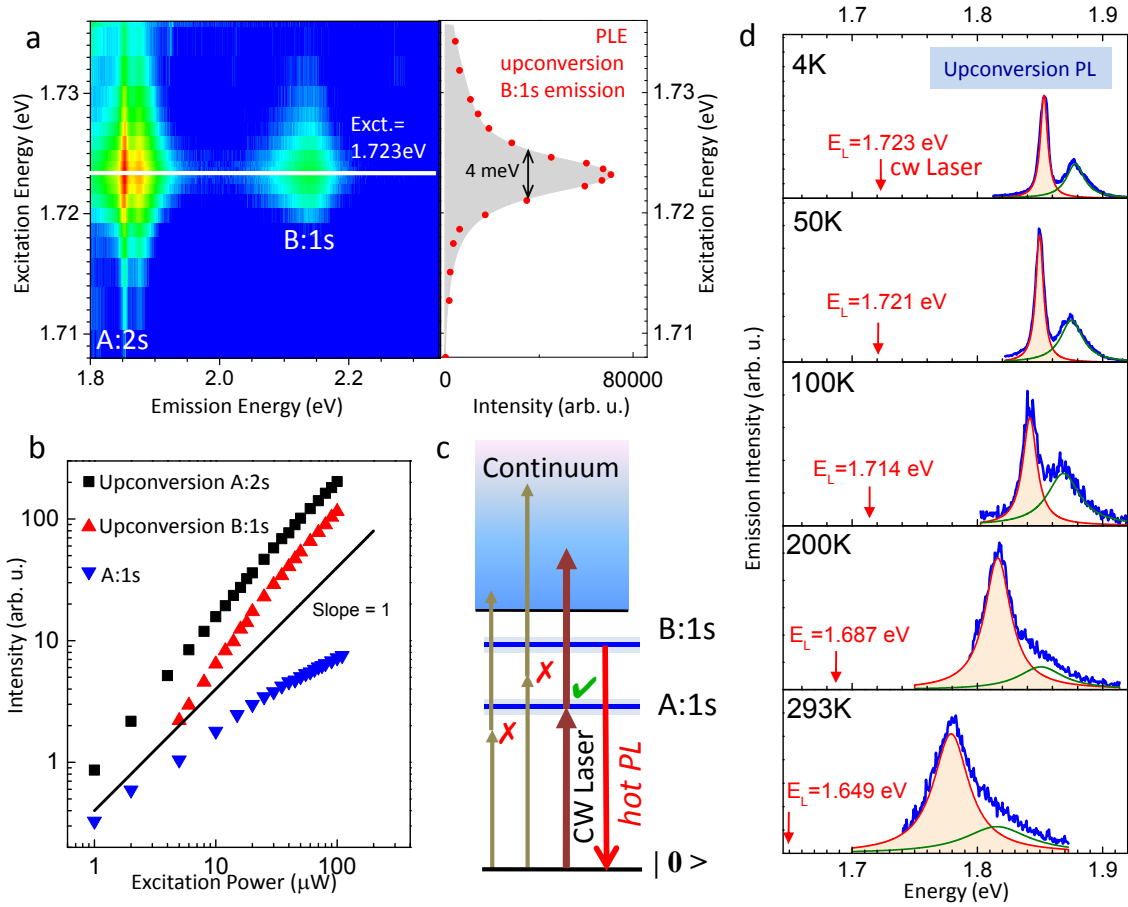 a
1.73
1.72
1.71
Excitation Energy (eV)
Exct.=
1.723eV
B:1s
A:2s
1.8
2.0
2.2
Emission Energy (eV)
PLE
upconversion
B:1s emission
4 meV
0
80000
Intensity (arb. u.)
1.73
1.72
1.71
Excitation Energy (eV)
b
Upconversion A:2s
Upconversion B:1s
A:1s
Slope = 1
100
10
1
Intensity (arb. u.)
1
10
100
Excitation Power (μW)
c
Continuum
B:1s
A:1s
✗
✗
✓
CW Laser
hot PL
| 0 >
d
1.7
1.8
1.9
4K
Upconversion PL
E_L=1.723 eV
cw Laser
50K
E_L=1.721 eV
100K
E_L=1.714 eV
200K
E_L=1.687 eV
293K
E_L=1.649 eV
Emission Intensity (arb. u.)
1.7
1.8
1.9
Energy (eV)